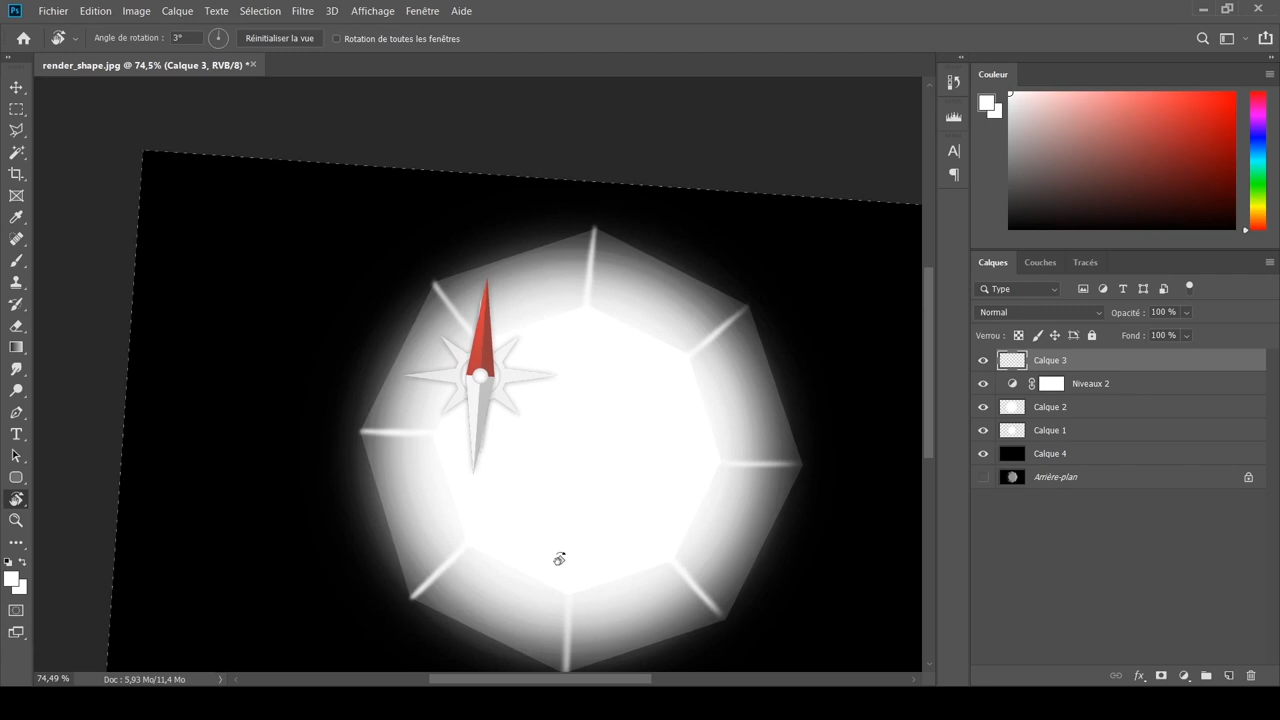 Ps Fichier Edition Image Calque Texte Sélection Filtre 3D Affichage Fenêtre Aide
Angle de rotation : 3° Réinitialiser la vue Rotation de toutes les fenêtres
render_shape.jpg @ 74,5% (Calque 3, RVB/8) *
Couleur
Calques Couches Tracés
Type
Normal Opacité : 100 %
Verrou : Fond : 100 %
Calque 3
Niveaux 2
Calque 2
Calque 1
Calque 4
Arrière-plan
74,49 % Doc : 5,93 Mo/11,4 Mo